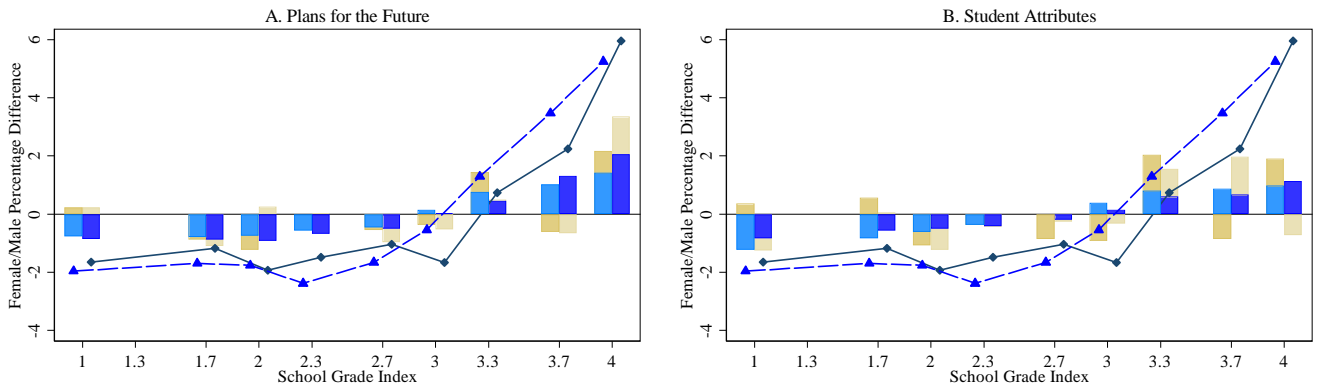 A. Plans for the Future
Female/Male Percentage Difference
6
4
2
0
-2
-4
1 1.3 1.7 2 2.3 2.7 3 3.3 3.7 4
School Grade Index
B. Student Attributes
Female/Male Percentage Difference
6
4
2
0
-2
-4
1 1.3 1.7 2 2.3 2.7 3 3.3 3.7 4
School Grade Index